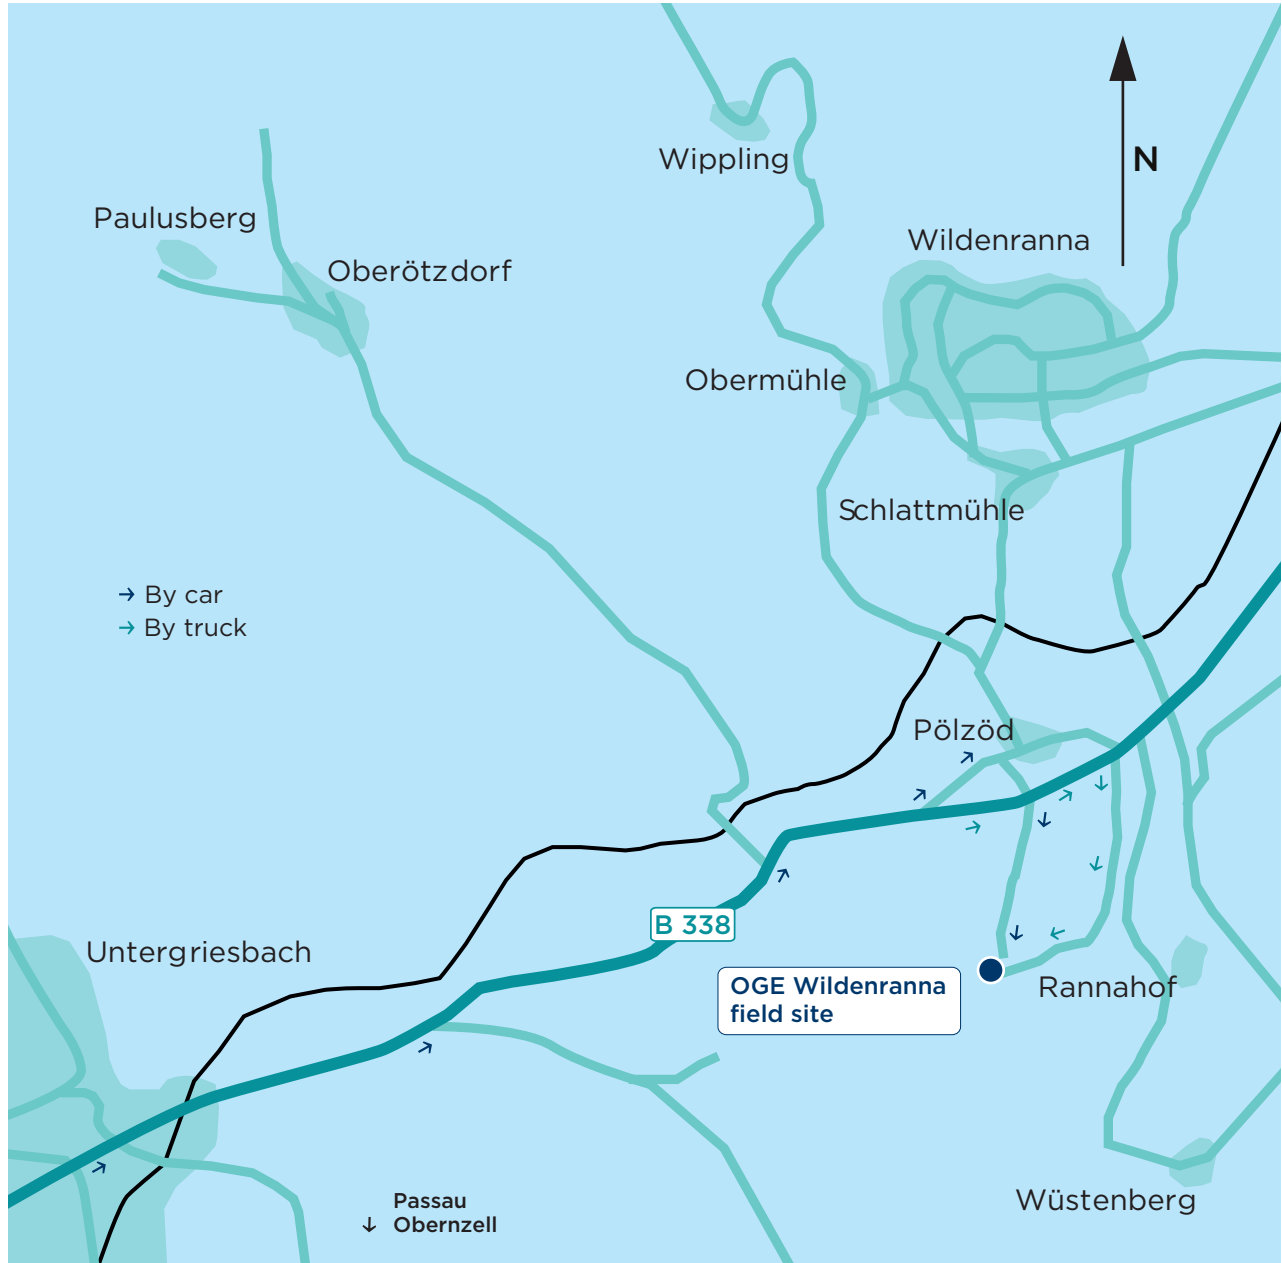 N
Wippling
Paulusberg
Wildenranna
Oberötzdorf
Obermühle
Schlattmühle
→ By car
→ By truck
Pölzöd
B 338
Untergriesbach
OGE Wildenranna
field site
Rannahof
Passau
↓ Obernzell
Wüstenberg